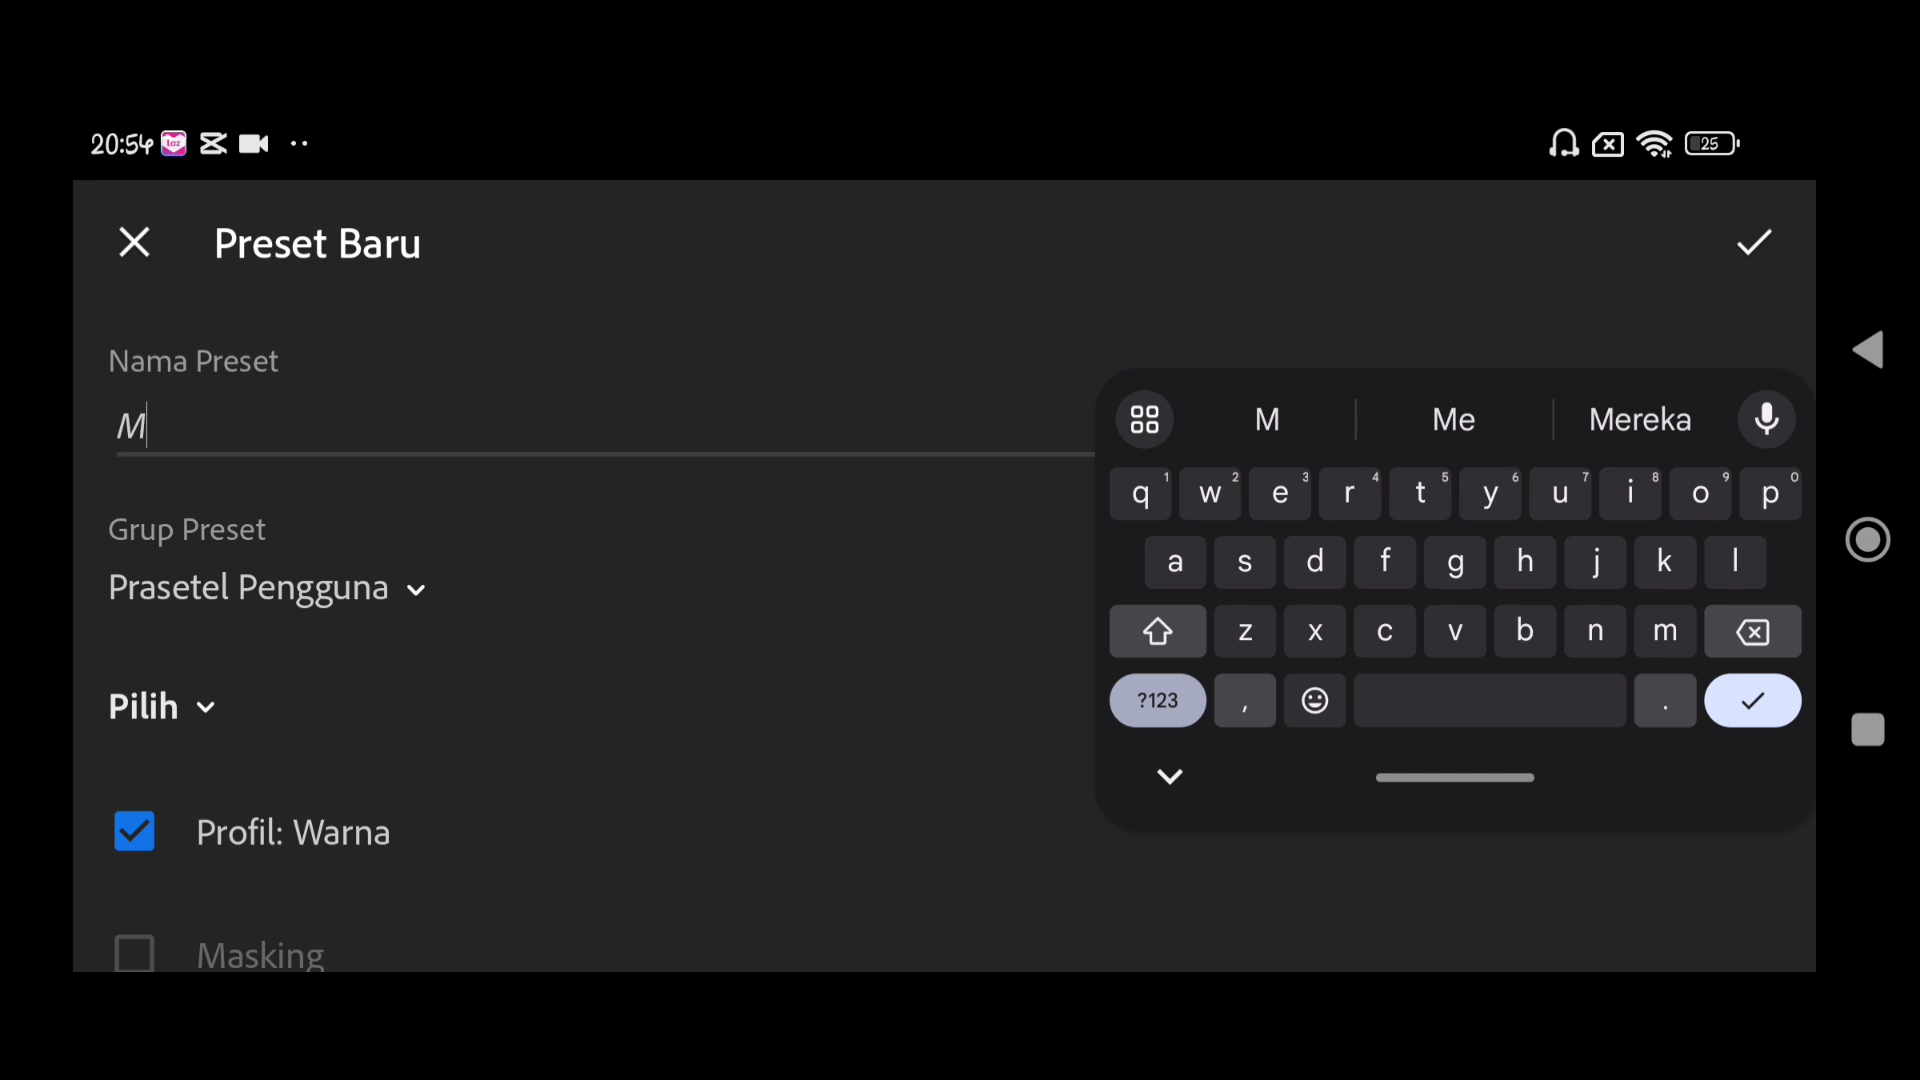 20:54 Laz 25
Preset Baru
Nama Preset
M
Grup Preset
Prasetel Pengguna
Pilih
Profil: Warna
Masking
M Me Mereka
q 1 w 2 e 3 r 4 t 5 y 6 u 7 i 8 o 9 p 0
a s d f g h j k l
z x c v b n m
?123 , .